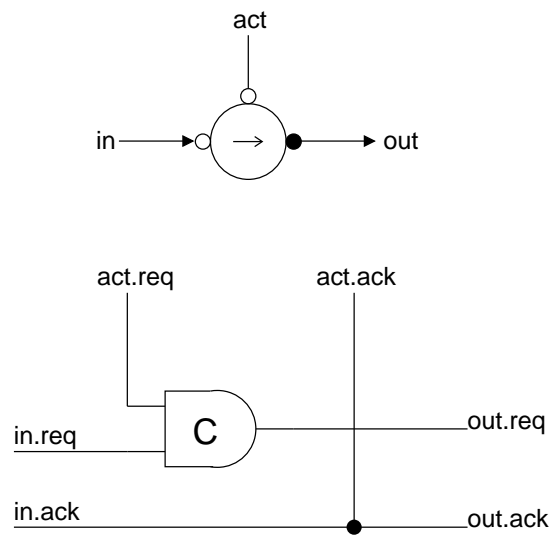 act
in → out
act.req act.ack
C
in.req out.req
in.ack out.ack